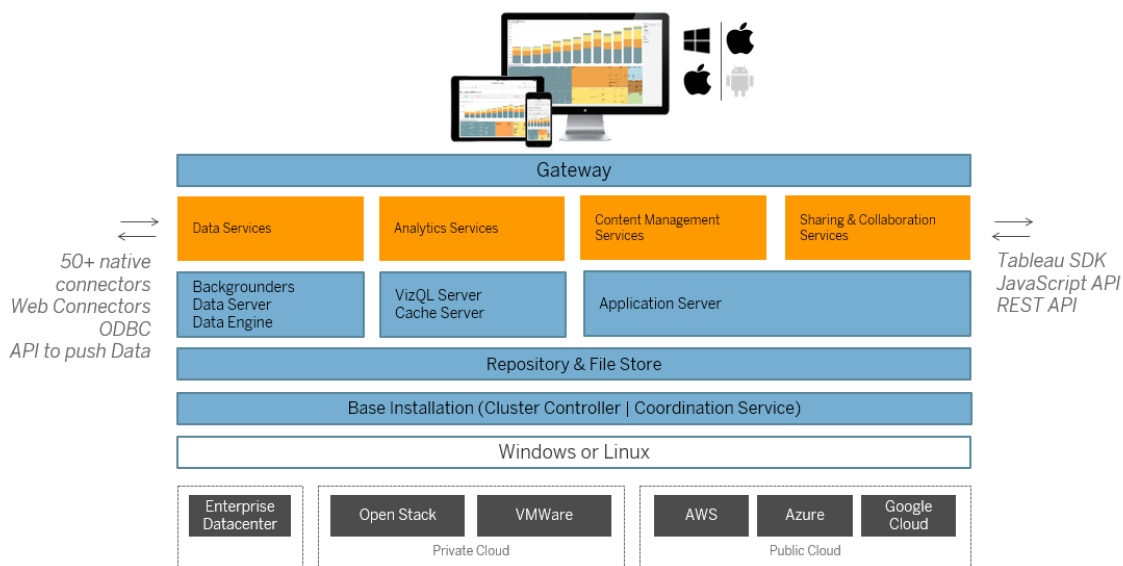 Gateway
Data Services
Analytics Services
Content Management
Services
Sharing & Collaboration
Services
50+ native
connectors
Web Connectors
ODBC
API to push Data
Backgrounders
Data Server
Data Engine
VizQL Server
Cache Server
Application Server
Tableau SDK
JavaScript API
REST API
Repository & File Store
Base Installation (Cluster Controller | Coordination Service)
Windows or Linux
Enterprise
Datacenter
Open Stack
VMWare
Private Cloud
AWS
Azure
Google
Cloud
Public Cloud